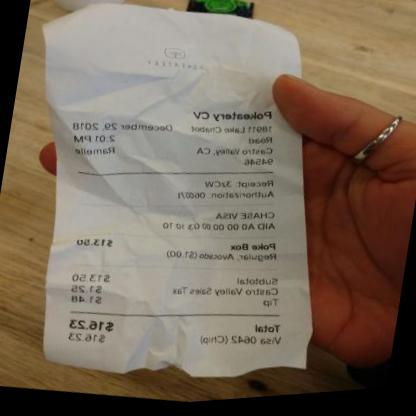 POKEATERY
Pokeatery CV
18911 Lake Chabot Road
Castro Valley, CA 94546
December 29, 2018
2:01 PM
Ramelle
Receipt: 3zCW
Authorization:
CHASE VISA
AID A0 00 00 00 03 10 10
Poke Box $13.50
Regular, Avocado ($1.00)
Subtotal $13.50
Castro Valley Sales Tax $1.25
Tip $1.48
Total $16.23
Visa 0642 (Chip) $16.23